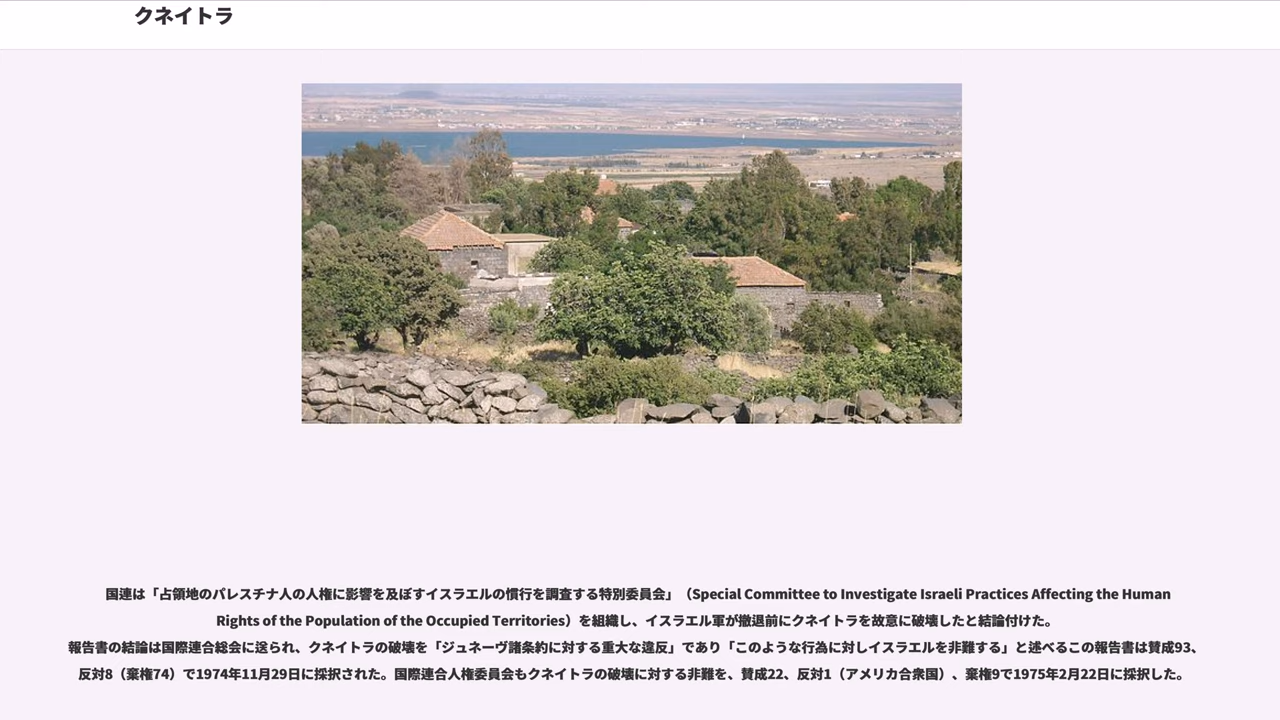 クネイトラ
国連は「占領地のパレスチナ人の人権に影響を及ぼすイスラエルの慣行を調査する特別委員会」（Special Committee to Investigate Israeli Practices Affecting the Human
Rights of the Population of the Occupied Territories）を組織し、イスラエル軍が撤退前にクネイトラを故意に破壊したと結論付けた。
報告書の結論は国際連合総会に送られ、クネイトラの破壊を「ジュネーヴ諸条約に対する重大な違反」であり「このような行為に対しイスラエルを非難する」と述べるこの報告書は賛成93、
反対8（棄権74）で1974年11月29日に採択された。国際連合人権委員会もクネイトラの破壊に対する非難を、賛成22、反対1（アメリカ合衆国）、棄権9で1975年2月22日に採択した。